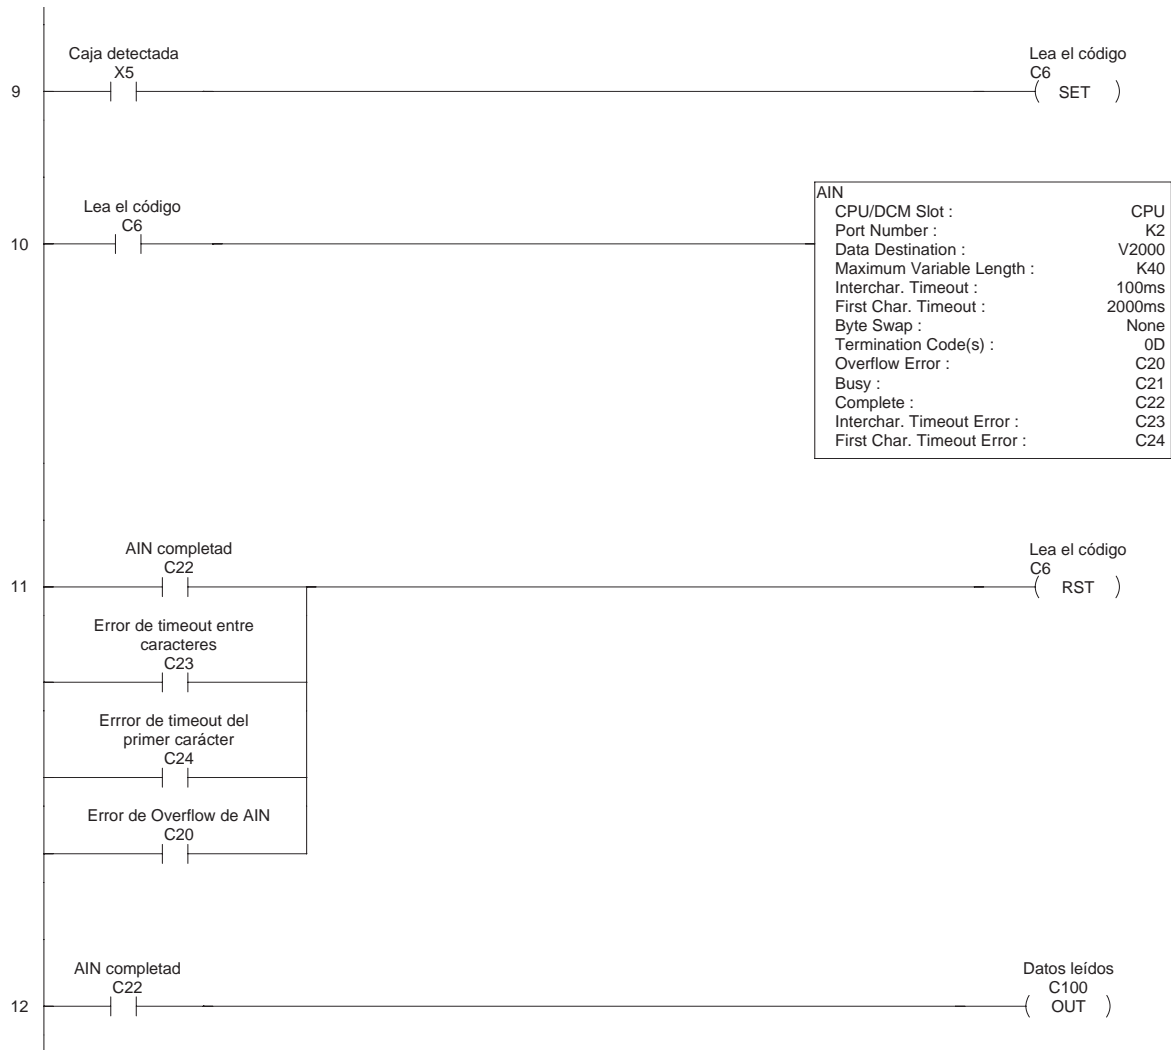 Caja detectada
X5
Lea el código
C6
9
SET
Lea el código
C6
10
AIN
CPU/DCM Slot : CPU
Port Number : K2
Data Destination : V2000
Maximum Variable Length : K40
Interchar. Timeout : 100ms
First Char. Timeout : 2000ms
Byte Swap : None
Termination Code(s) : 0D
Overflow Error : C20
Busy : C21
Complete : C22
Interchar. Timeout Error : C23
First Char. Timeout Error : C24
AIN completad
C22
Lea el código
C6
11
RST
Error de timeout entre
caracteres
C23
Errror de timeout del
primer carácter
C24
Error de Overflow de AIN
C20
AIN completad
C22
Datos leídos
C100
12
OUT